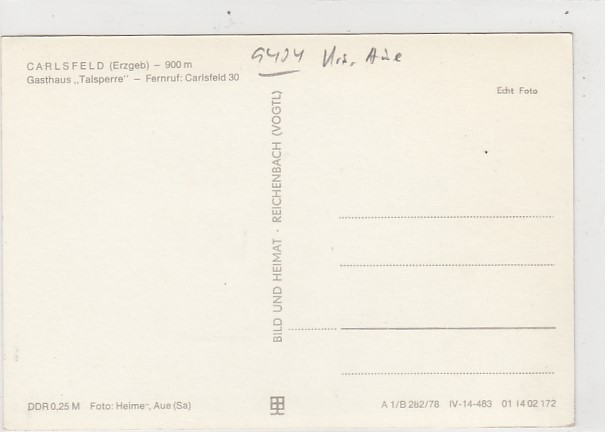 CARLSFELD (Erzgeb) – 900 m
Gasthaus „Talsperre" – Fernruf: Carlsfeld 30
9434 Krs. Aue
Echt Foto
BILD UND HEIMAT · REICHENBACH (VOGTL)
DDR 0,25 M Foto: Heimer, Aue (Sa)
A 1/B 282/78 IV-14-483 01 14 02 172